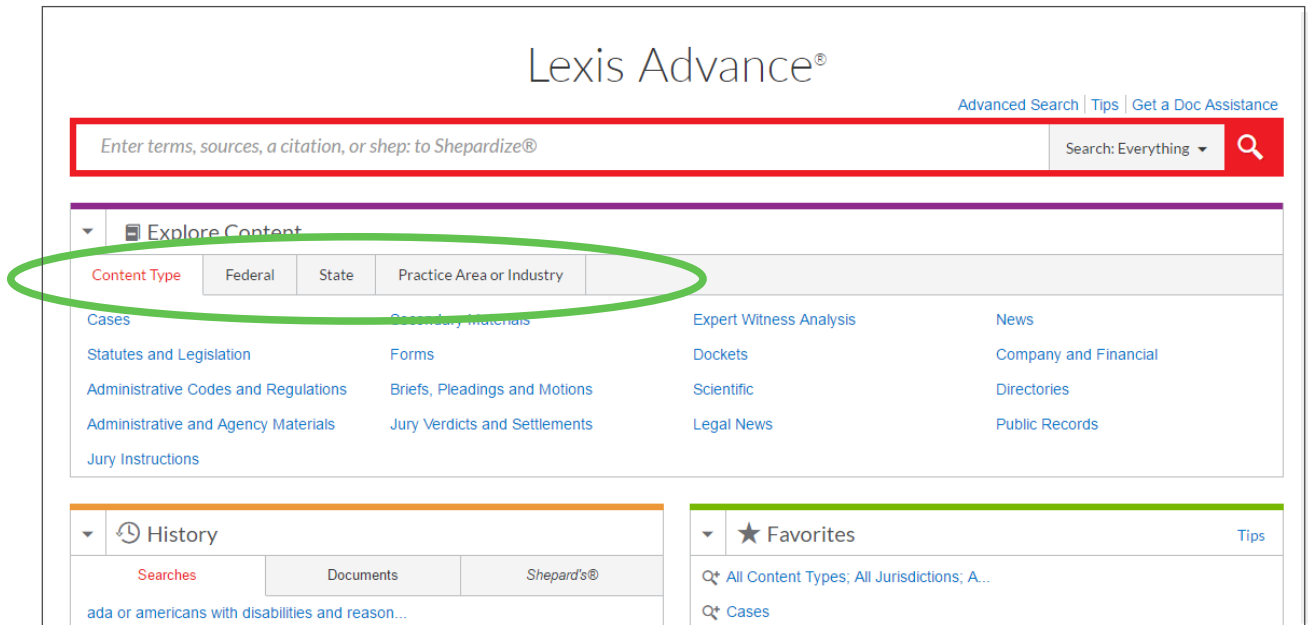 Lexis Advance®
Advanced Search | Tips | Get a Doc Assistance
Enter terms, sources, a citation, or shep: to Shepardize® Search: Everything
Explore Content
Content Type Federal State Practice Area or Industry
Cases Secondary Materials Expert Witness Analysis News
Statutes and Legislation Forms Dockets Company and Financial
Administrative Codes and Regulations Briefs, Pleadings and Motions Scientific Directories
Administrative and Agency Materials Jury Verdicts and Settlements Legal News Public Records
Jury Instructions
History
Searches Documents Shepard's®
ada or americans with disabilities and reason...
Favorites Tips
All Content Types; All Jurisdictions; A...
Cases